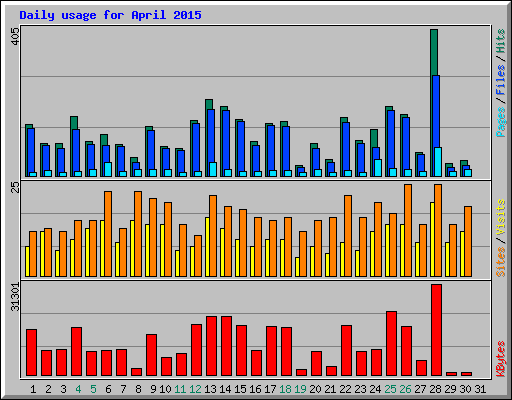 Daily usage for April 2015
405
Pages / Files / Hits
25
Sites / Visits
31301
KBytes
1 2 3 4 5 6 7 8 9 10 11 12 13 14 15 16 17 18 19 20 21 22 23 24 25 26 27 28 29 30 31